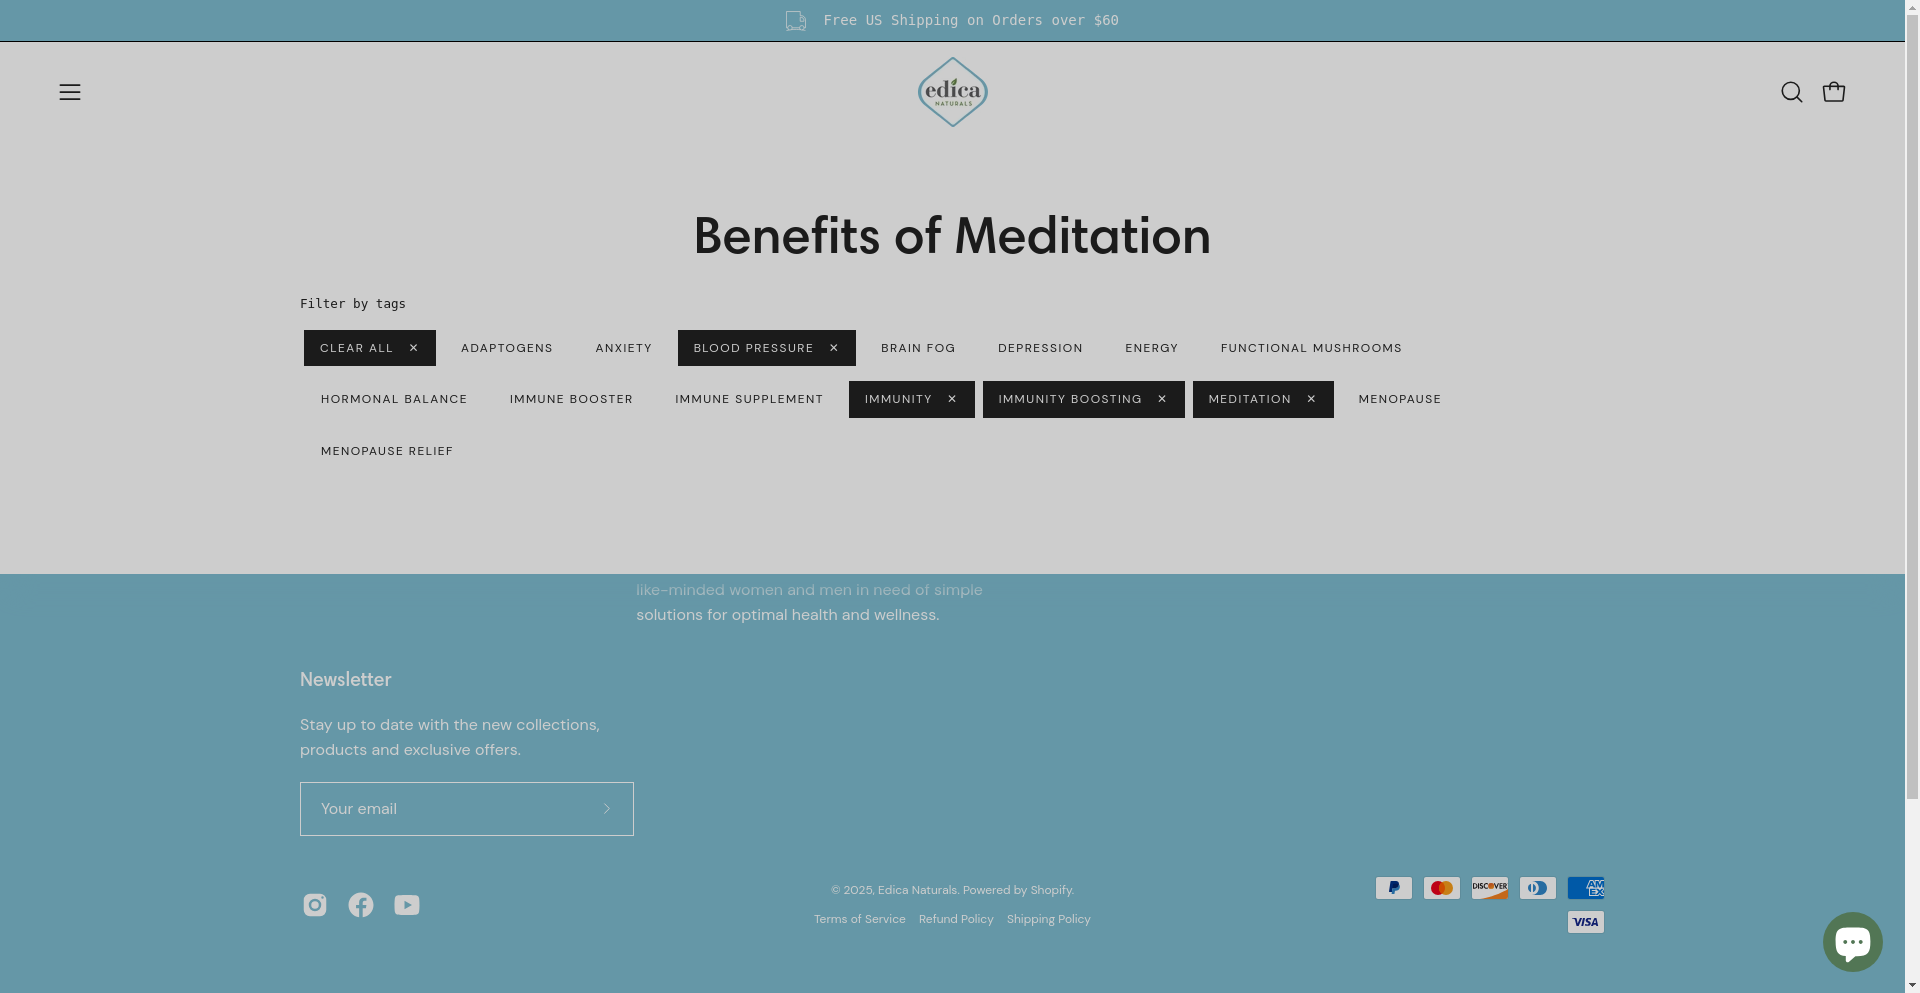 Free US Shipping on Orders over $60
edica
NATURALS
Benefits of Meditation
Filter by tags
CLEAR ALL ✕ ADAPTOGENS ANXIETY BLOOD PRESSURE ✕ BRAIN FOG DEPRESSION ENERGY FUNCTIONAL MUSHROOMS
HORMONAL BALANCE IMMUNE BOOSTER IMMUNE SUPPLEMENT IMMUNITY ✕ IMMUNITY BOOSTING ✕ MEDITATION ✕ MENOPAUSE
MENOPAUSE RELIEF
like-minded women and men in need of simple
solutions for optimal health and wellness.
Newsletter
Stay up to date with the new collections,
products and exclusive offers.
Your email
© 2025, Edica Naturals. Powered by Shopify.
Terms of Service Refund Policy Shipping Policy
DISCOVER
AM
EX
VISA